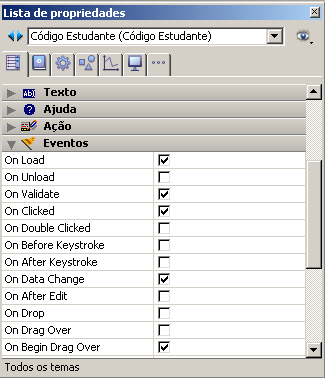 Lista de propriedades
Código Estudante (Código Estudante)
Texto
Ajuda
Ação
Eventos
On Load
On Unload
On Validate
On Clicked
On Double Clicked
On Before Keystroke
On After Keystroke
On Data Change
On After Edit
On Drop
On Drag Over
On Begin Drag Over
Todos os temas